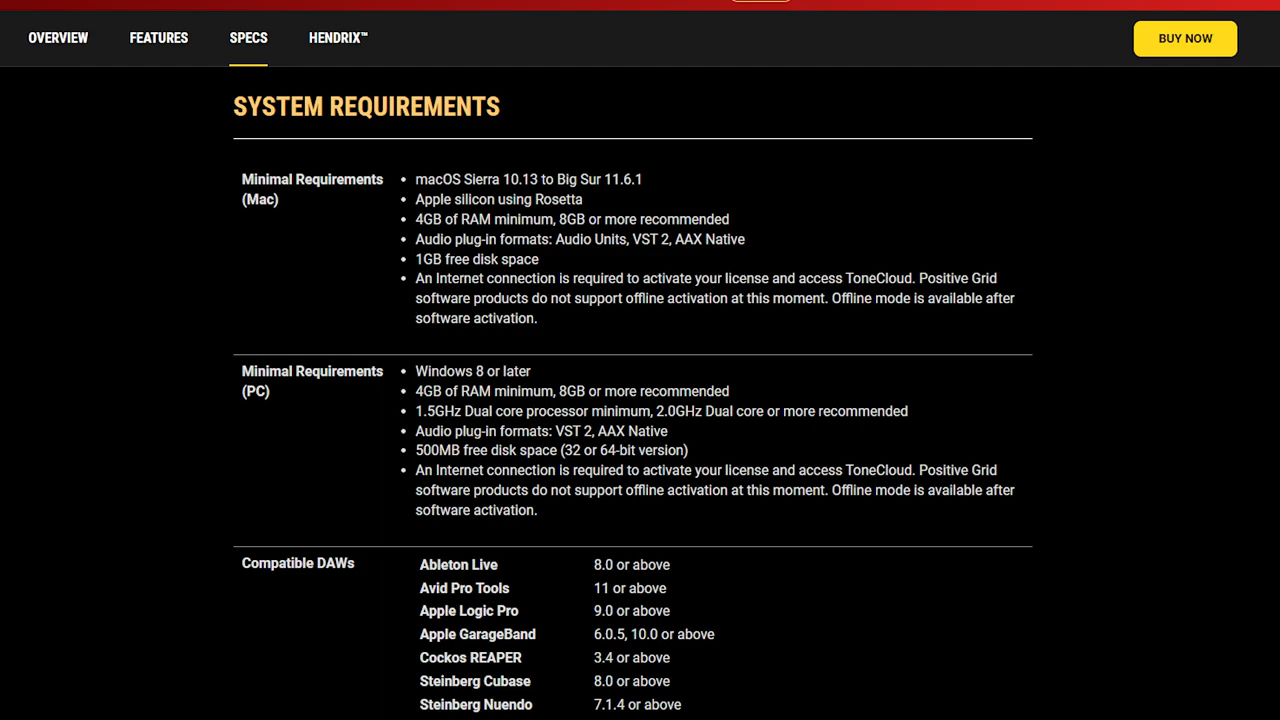 OVERVIEW FEATURES SPECS HENDRIX™ BUY NOW
SYSTEM REQUIREMENTS
Minimal Requirements (Mac)
• macOS Sierra 10.13 to Big Sur 11.6.1
• Apple silicon using Rosetta
• 4GB of RAM minimum, 8GB or more recommended
• Audio plug-in formats: Audio Units, VST 2, AAX Native
• 1GB free disk space
• An Internet connection is required to activate your license and access ToneCloud. Positive Grid
software products do not support offline activation at this moment. Offline mode is available after
software activation.
Minimal Requirements (PC)
• Windows 8 or later
• 4GB of RAM minimum, 8GB or more recommended
• 1.5GHz Dual core processor minimum, 2.0GHz Dual core or more recommended
• Audio plug-in formats: VST 2, AAX Native
• 500MB free disk space (32 or 64-bit version)
• An Internet connection is required to activate your license and access ToneCloud. Positive Grid
software products do not support offline activation at this moment. Offline mode is available after
software activation.
Compatible DAWs
Ableton Live 8.0 or above
Avid Pro Tools 11 or above
Apple Logic Pro 9.0 or above
Apple GarageBand 6.0.5, 10.0 or above
Cockos REAPER 3.4 or above
Steinberg Cubase 8.0 or above
Steinberg Nuendo 7.1.4 or above